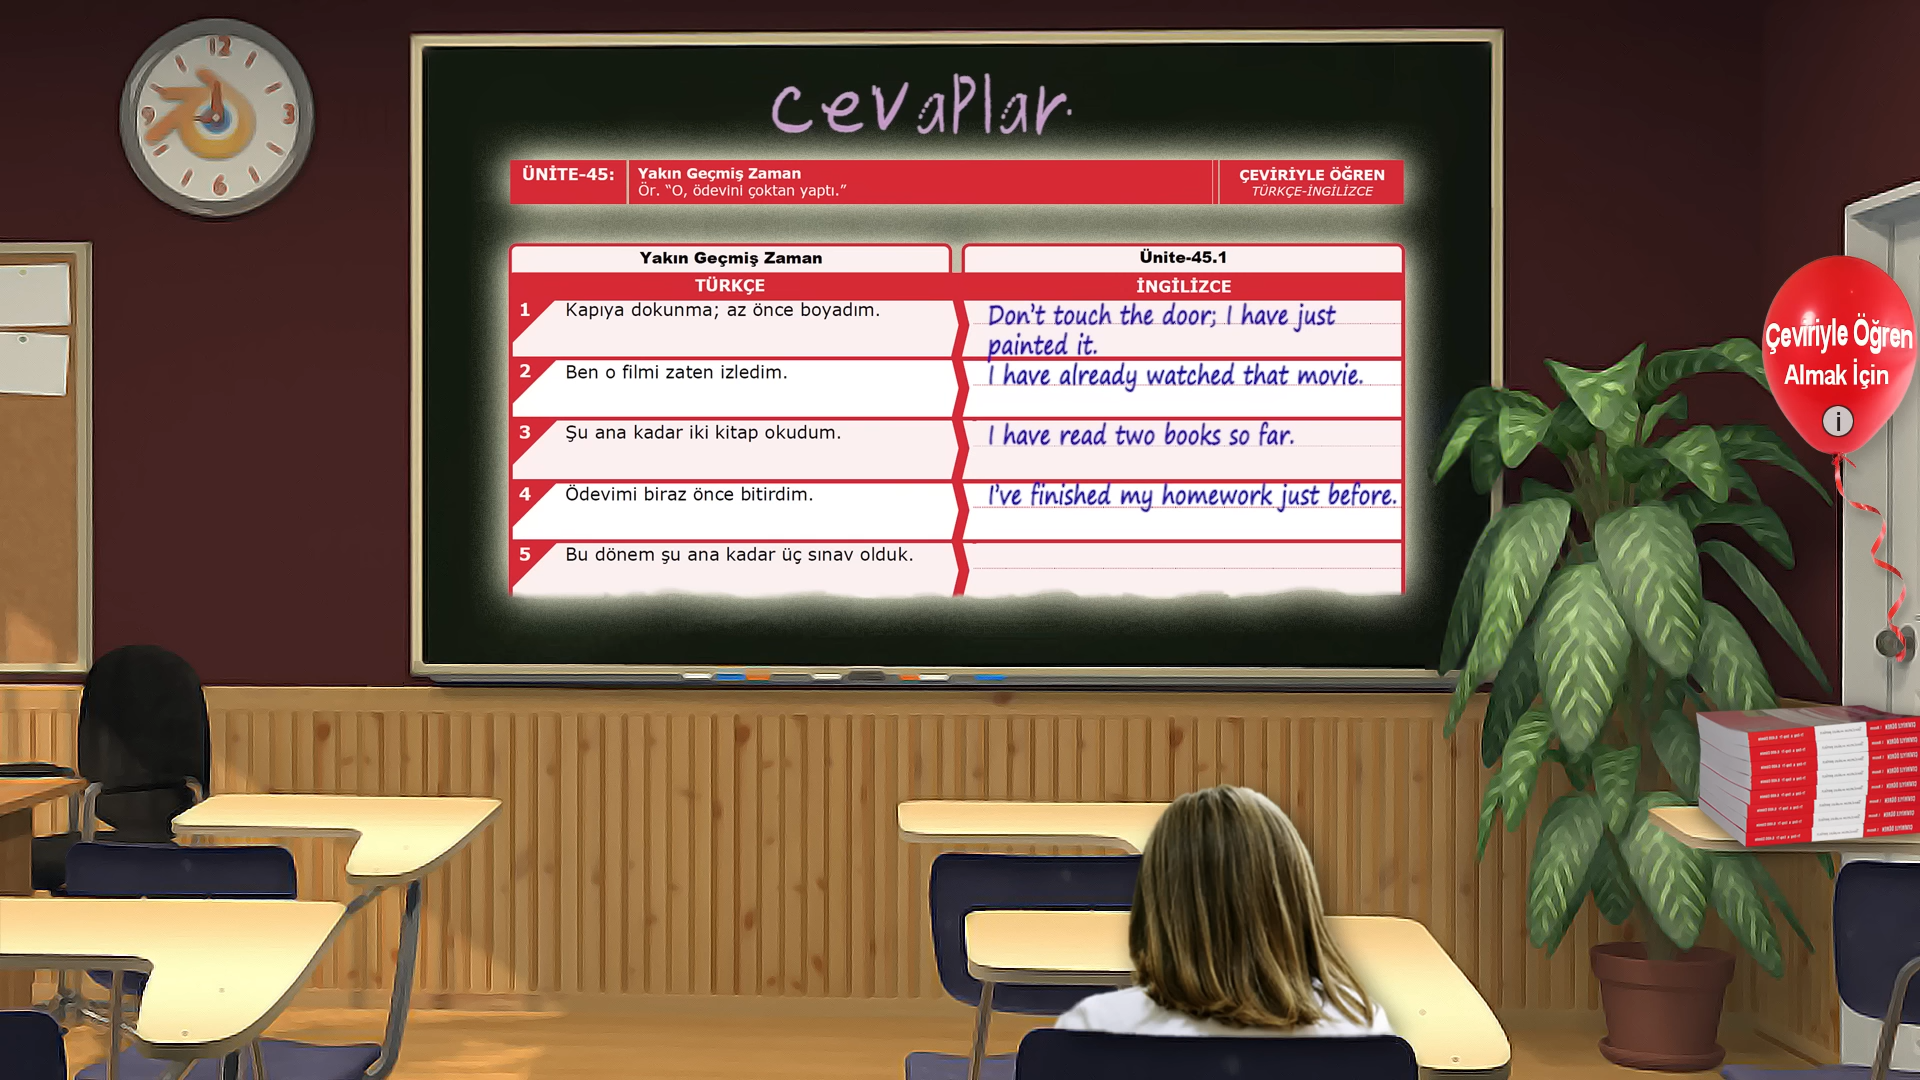 12
3
6
9
cevaplar.
ÜNİTE-45:
Yakın Geçmiş Zaman
Ör. “O, ödevini çoktan yaptı.”
ÇEVİRİYLE ÖĞREN
TÜRKÇE-İNGİLİZCE
Yakın Geçmiş Zaman
Ünite-45.1
TÜRKÇE
İNGİLİZCE
1 Kapıya dokunma; az önce boyadım.
Don't touch the door; I have just
painted it.
2 Ben o filmi zaten izledim.
I have already watched that movie.
3 Şu ana kadar iki kitap okudum.
I have read two books so far.
4 Ödevimi biraz önce bitirdim.
I've finished my homework just before.
5 Bu dönem şu ana kadar üç sınav olduk.
Çeviriyle Öğren
Almak İçin
i